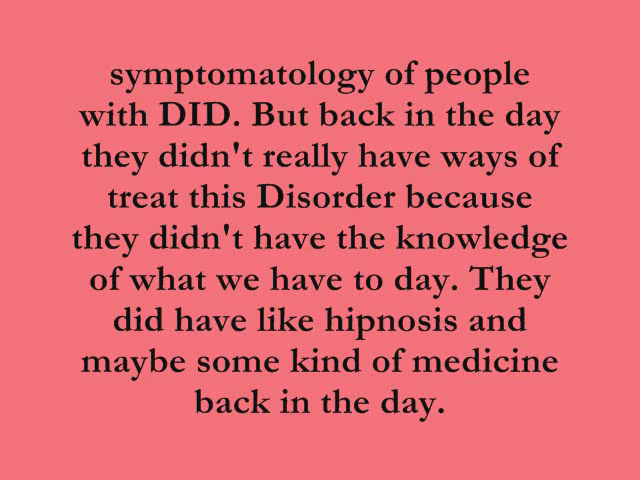 symptomatology of people
with DID. But back in the day
they didn't really have ways of
treat this Disorder because
they didn't have the knowledge
of what we have to day. They
did have like hipnosis and
maybe some kind of medicine
back in the day.